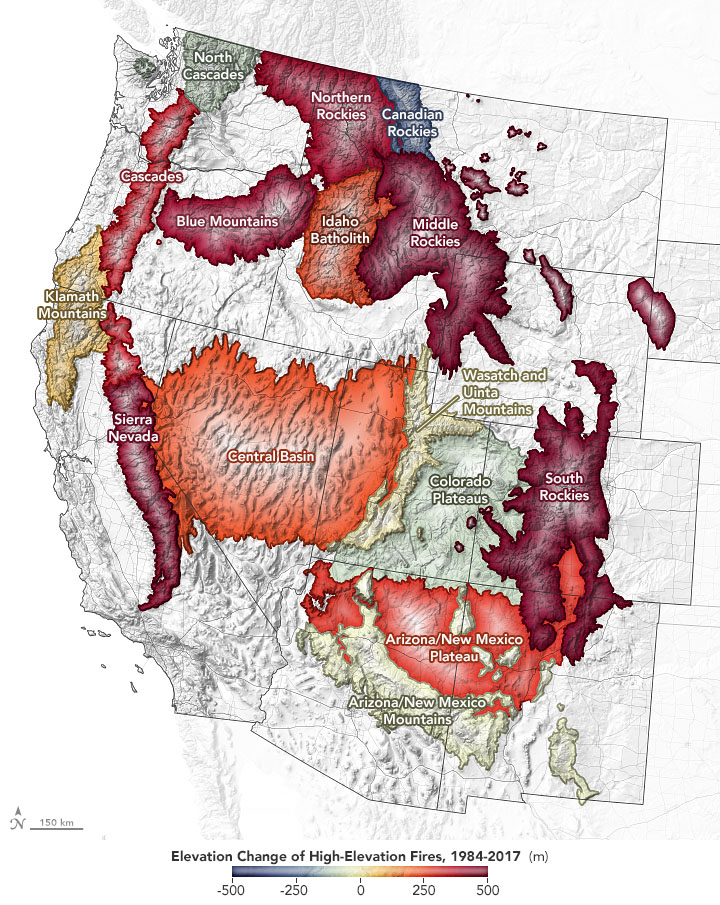 North
Cascades
Northern
Rockies
Canadian
Rockies
Cascades
Blue Mountains
Idaho
Batholith
Middle
Rockies
Klamath
Mountains
Wasatch and
Uinta
Mountains
Sierra
Nevada
Central Basin
Colorado
Plateaus
South
Rockies
Arizona/New Mexico
Plateau
Arizona/New Mexico
Mountains
N
150 km
Elevation Change of High-Elevation Fires, 1984-2017 (m)
-500 -250 0 250 500